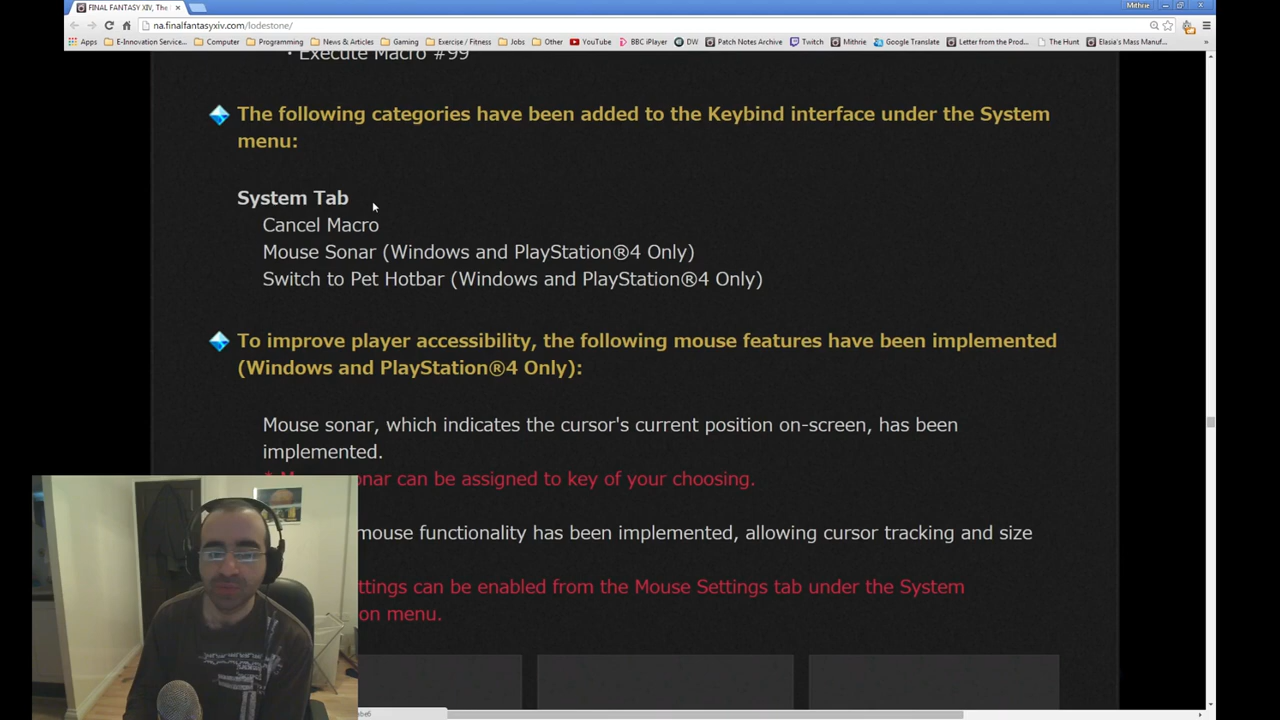 FINAL FANTASY XIV, The
Mithrie
na.finalfantasyxiv.com/lodestone/
Apps E-Innovation Service... Computer Programming News & Articles Gaming Exercise / Fitness Jobs Other YouTube BBC iPlayer DW Patch Notes Archive Mithrie Twitch Google Translate Letter from the Prod... The Hunt Elasia's Mass Manuf...
• Execute Macro #99
The following categories have been added to the Keybind interface under the System
menu:
System Tab
Cancel Macro
Mouse Sonar (Windows and PlayStation®4 Only)
Switch to Pet Hotbar (Windows and PlayStation®4 Only)
To improve player accessibility, the following mouse features have been implemented
(Windows and PlayStation®4 Only):
Mouse sonar, which indicates the cursor's current position on-screen, has been
implemented.
can be assigned to key of your choosing.
mouse functionality has been implemented, allowing cursor tracking and size
can be enabled from the Mouse Settings tab under the System
menu.